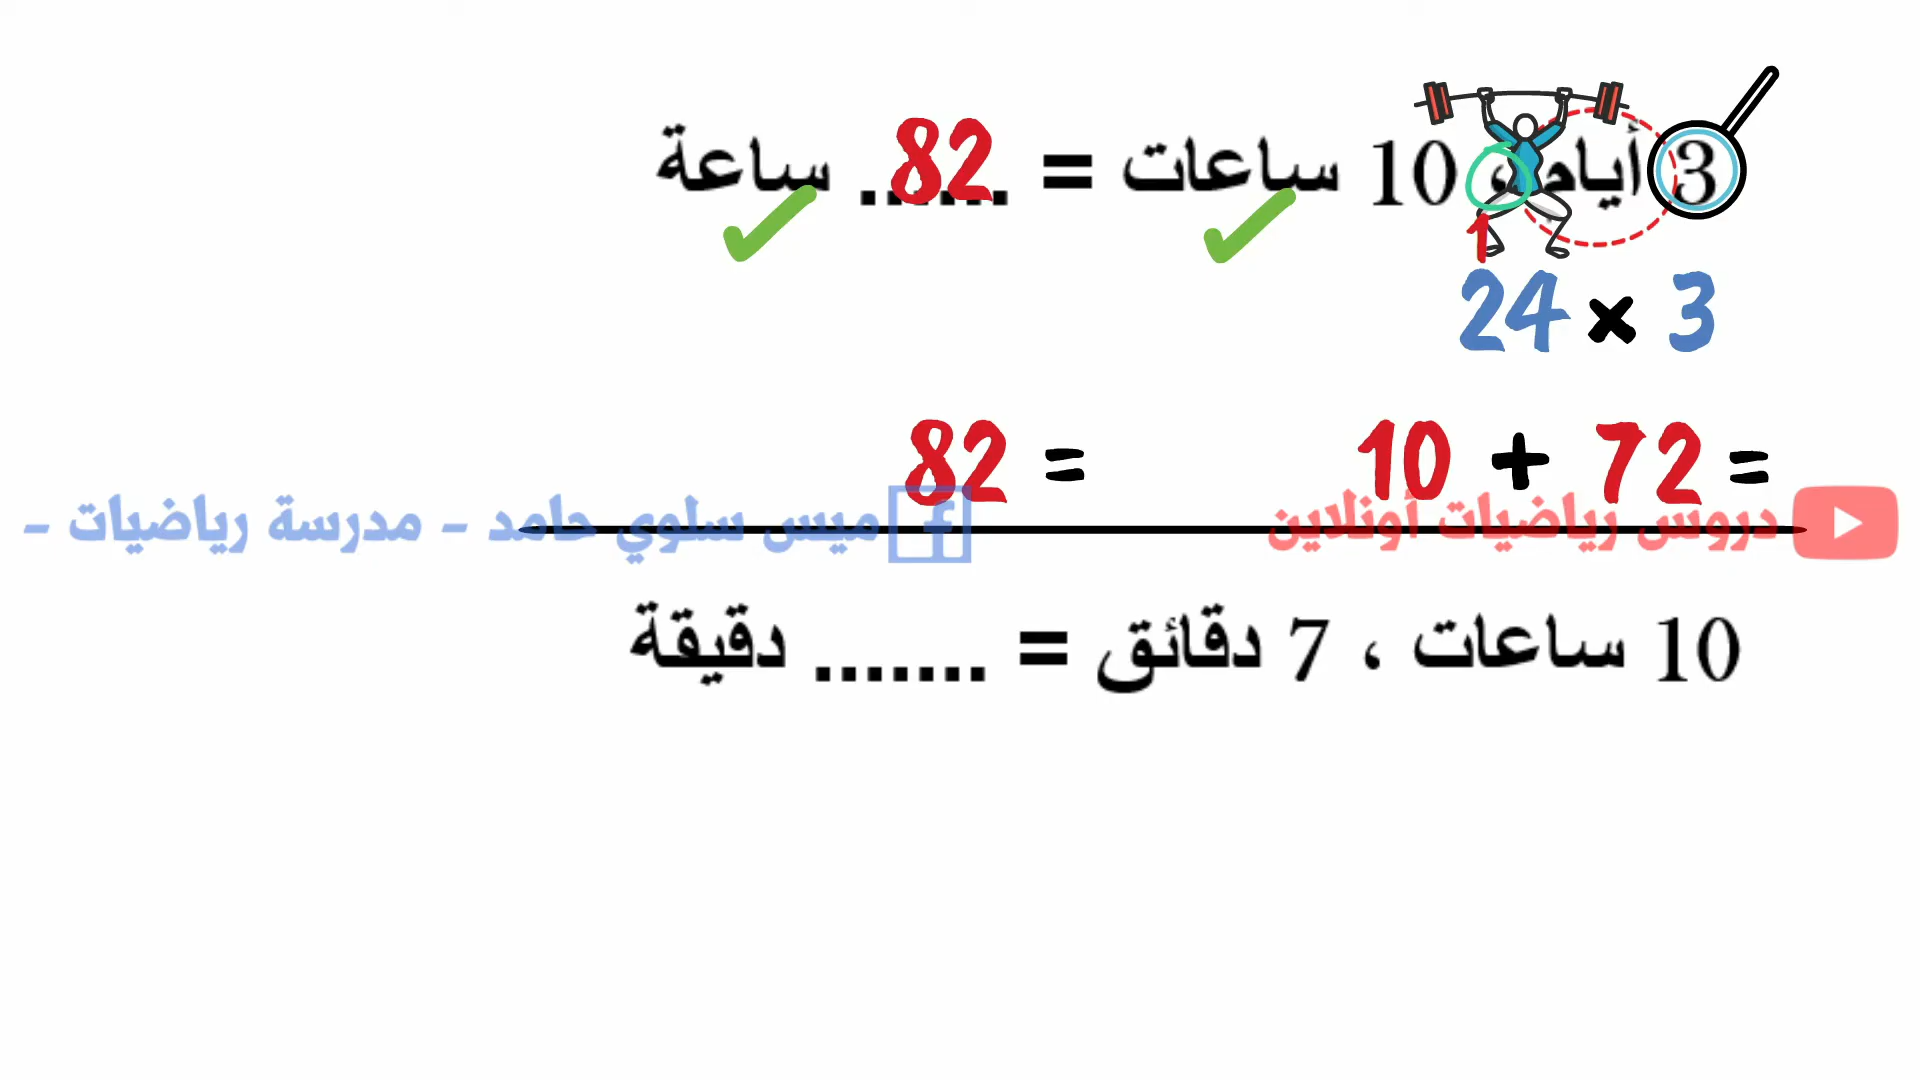 3 أيام ، 10 ساعات = ....... 82 ساعة
1
3 × 24
= 72 + 10 = 82
دروس رياضيات أونلاين f ميس سلوي حامد - مدرسة رياضيات -
10 ساعات ، 7 دقائق = ....... دقيقة